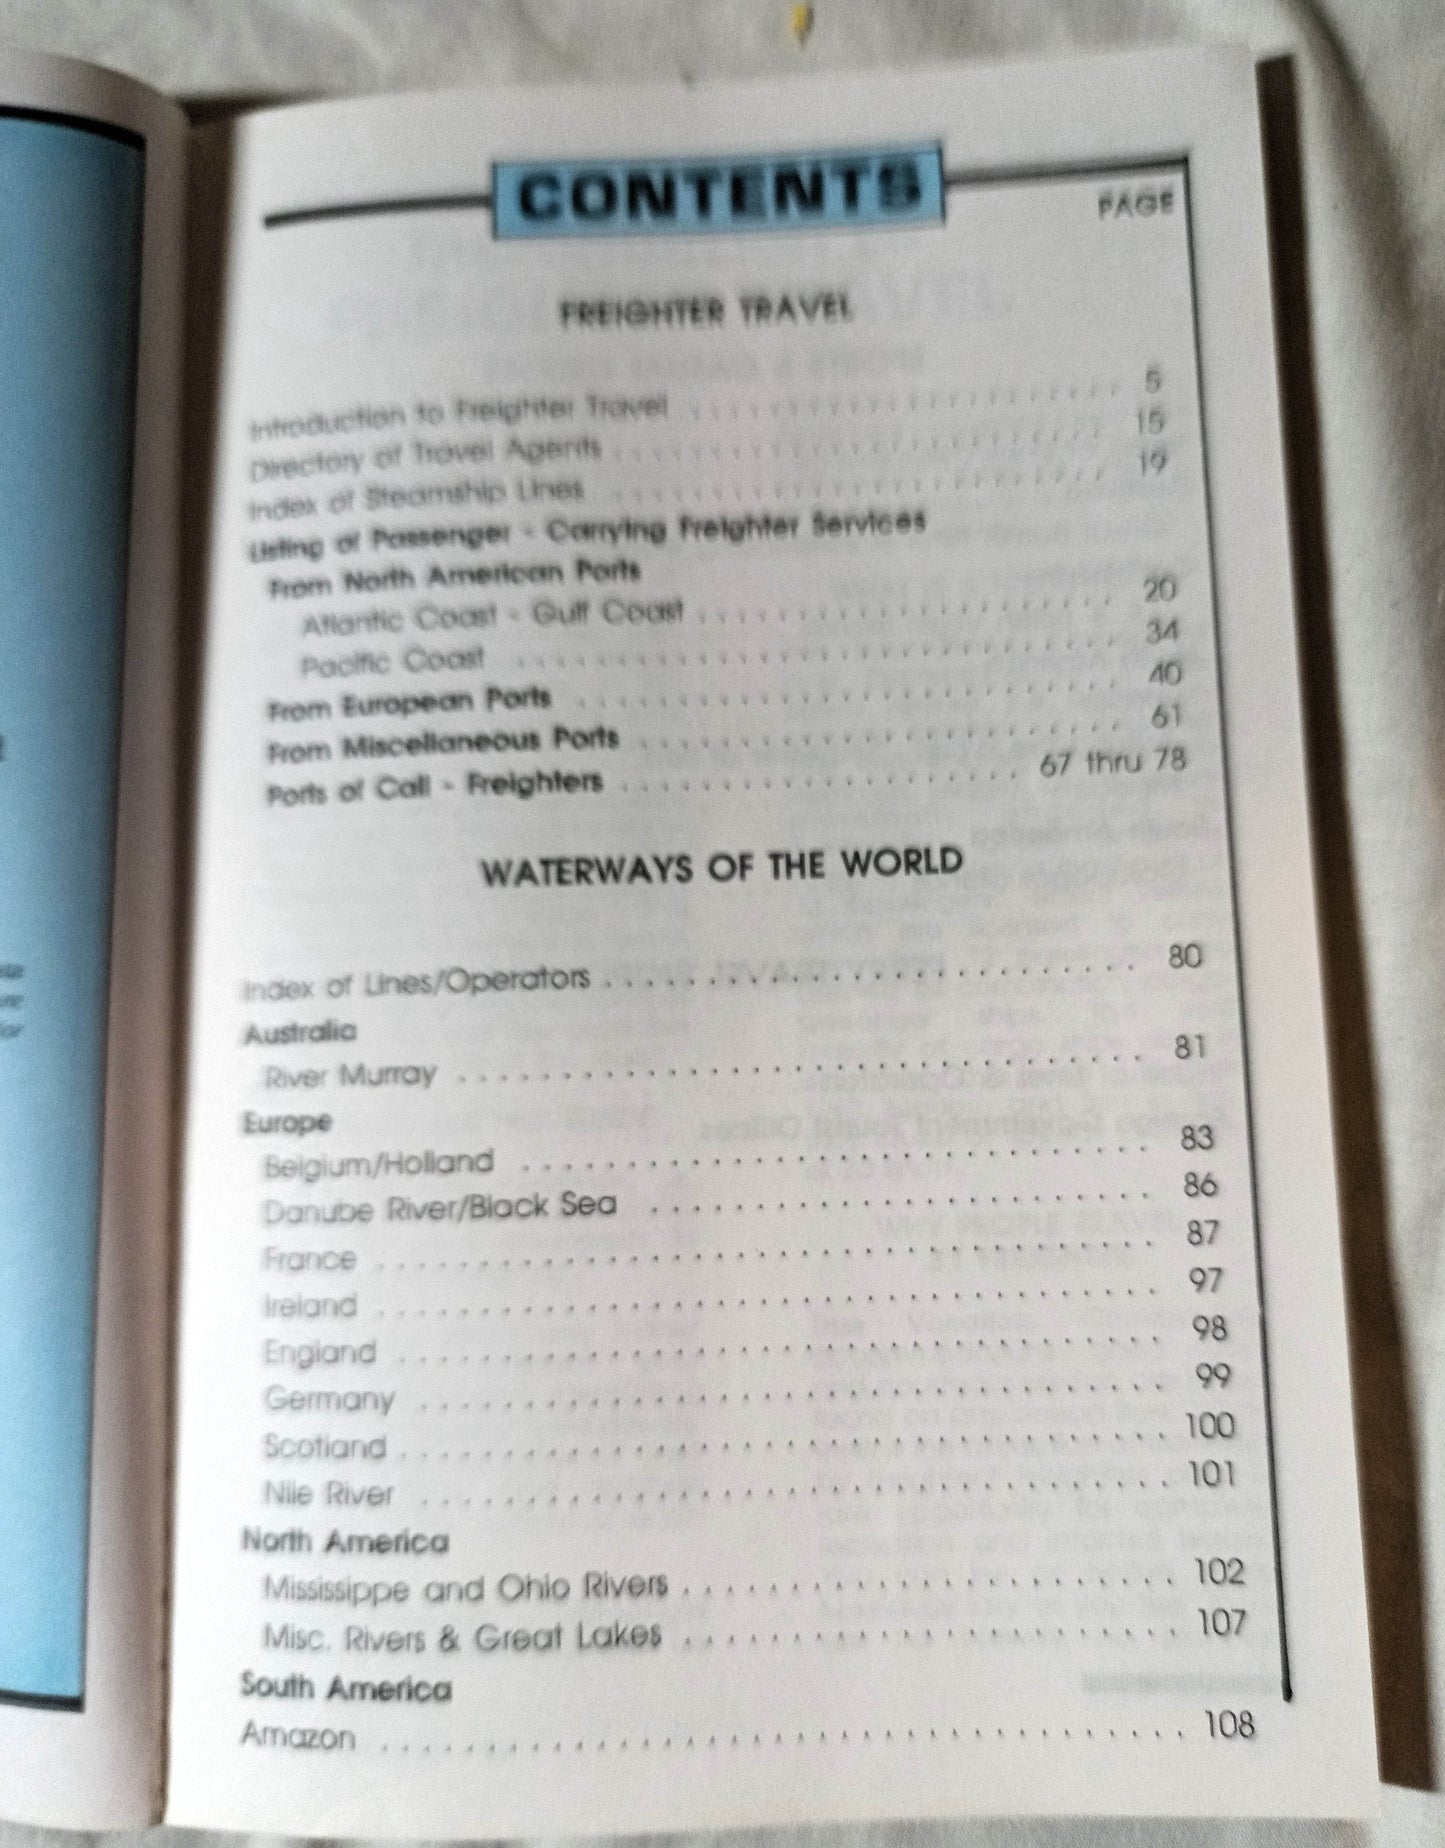 CONTENTS
PAGE
FREIGHTER TRAVEL
Introduction to Freighter Travel . . . . . . . . . . . . . . . . . . . . . . 5
Directory of Travel Agents . . . . . . . . . . . . . . . . . . . . . . . . . 15
Index of Steamship Lines . . . . . . . . . . . . . . . . . . . . . . . . . 19
Listing of Passenger - Carrying Freighter Services
From North American Ports
Atlantic Coast - Gulf Coast . . . . . . . . . . . . . . . . . . . . . 20
Pacific Coast . . . . . . . . . . . . . . . . . . . . . . . . . . . . . . 34
From European Ports . . . . . . . . . . . . . . . . . . . . . . . . . . 40
From Miscellaneous Ports . . . . . . . . . . . . . . . . . . . . . . . 61
Ports of Call - Freighters . . . . . . . . . . . . . . . . . . . . 67 thru 78
WATERWAYS OF THE WORLD
Index of Lines/Operators . . . . . . . . . . . . . . . . . . . . . . . . . 80
Australia
River Murray . . . . . . . . . . . . . . . . . . . . . . . . . . . . . . . . 81
Europe
Belgium/Holland . . . . . . . . . . . . . . . . . . . . . . . . . . . . . 83
Danube River/Black Sea . . . . . . . . . . . . . . . . . . . . . . . . 86
France . . . . . . . . . . . . . . . . . . . . . . . . . . . . . . . . . . . . 87
Ireland . . . . . . . . . . . . . . . . . . . . . . . . . . . . . . . . . . . . 97
England . . . . . . . . . . . . . . . . . . . . . . . . . . . . . . . . . . . 98
Germany . . . . . . . . . . . . . . . . . . . . . . . . . . . . . . . . . . 99
Scotland . . . . . . . . . . . . . . . . . . . . . . . . . . . . . . . . . . 100
Nile River . . . . . . . . . . . . . . . . . . . . . . . . . . . . . . . . . 101
North America
Mississippe and Ohio Rivers . . . . . . . . . . . . . . . . . . . . . 102
Misc. Rivers & Great Lakes . . . . . . . . . . . . . . . . . . . . . . 107
South America
Amazon . . . . . . . . . . . . . . . . . . . . . . . . . . . . . . . . . . . 108